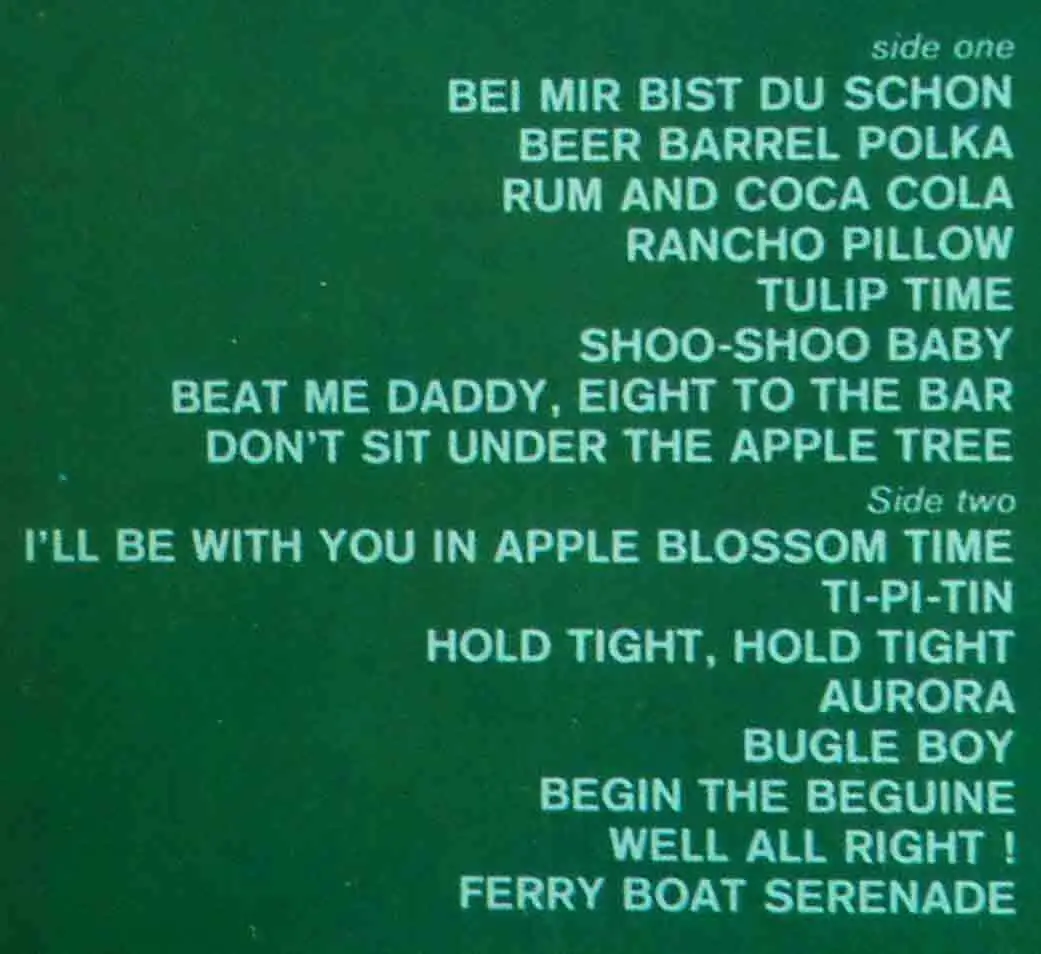 side one
BEI MIR BIST DU SCHON
BEER BARREL POLKA
RUM AND COCA COLA
RANCHO PILLOW
TULIP TIME
SHOO-SHOO BABY
BEAT ME DADDY, EIGHT TO THE BAR
DON'T SIT UNDER THE APPLE TREE
Side two
I'LL BE WITH YOU IN APPLE BLOSSOM TIME
TI-PI-TIN
HOLD TIGHT, HOLD TIGHT
AURORA
BUGLE BOY
BEGIN THE BEGUINE
WELL ALL RIGHT !
FERRY BOAT SERENADE